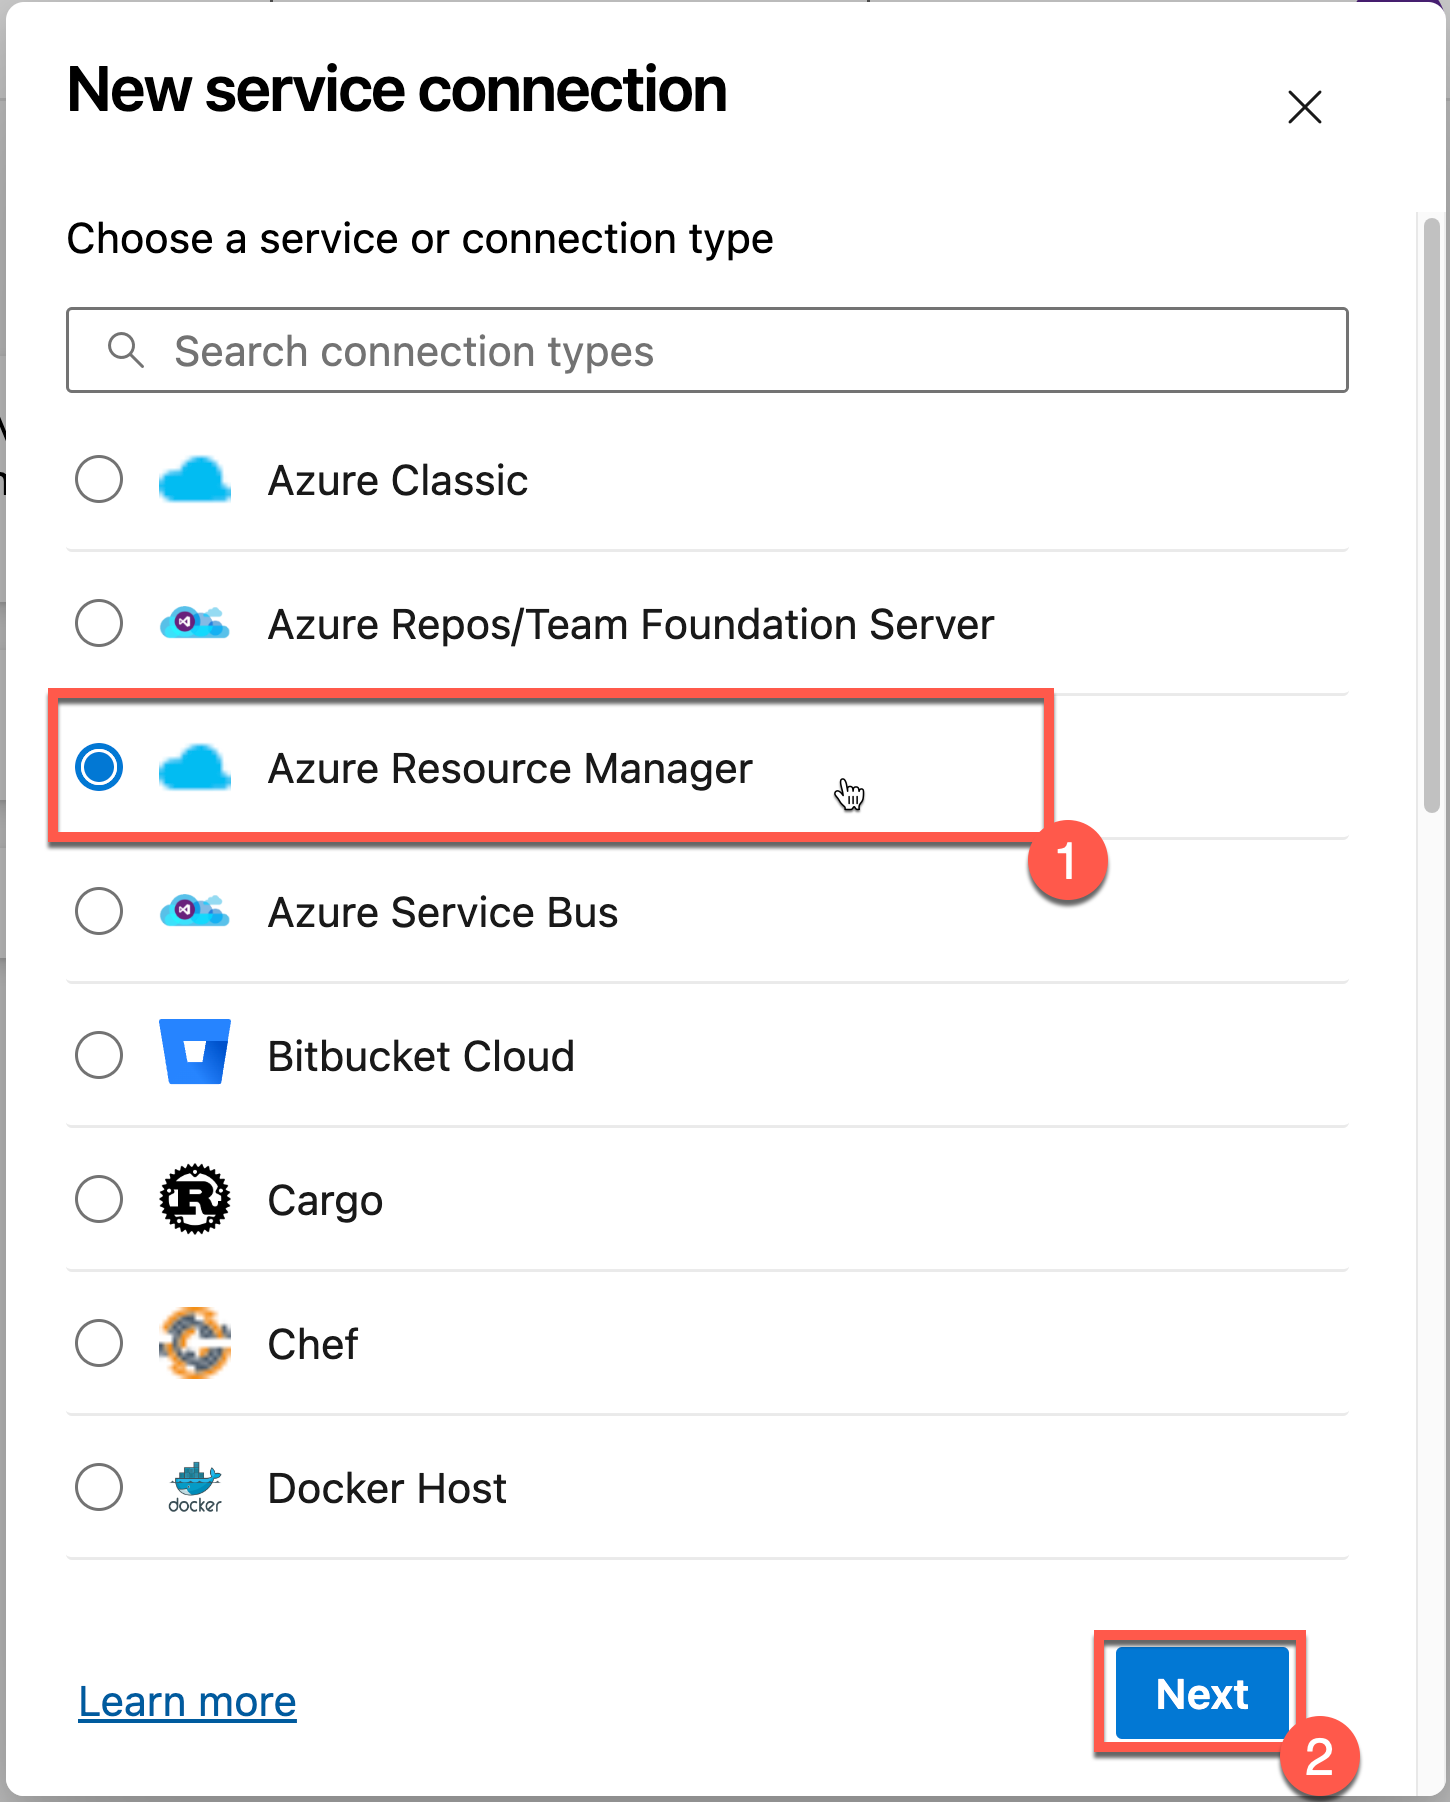 New service connection
Choose a service or connection type
Search connection types
Azure Classic
Azure Repos/Team Foundation Server
Azure Resource Manager
1
Azure Service Bus
Bitbucket Cloud
R
Cargo
Chef
docker
Docker Host
Learn more
Next
2